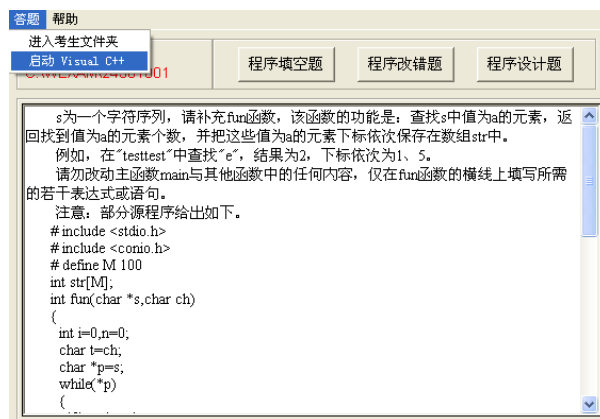 答题 帮助
进入考生文件夹
启动 Visual C++
程序填空题 程序改错题 程序设计题
s为一个字符序列，请补充fun函数，该函数的功能是：查找s中值为a的元素，返
回找到值为a的元素个数，并把这些值为a的元素下标依次保存在数组str中。
例如，在"testtest"中查找"e"，结果为2，下标依次为1、5。
请勿改动主函数main与其他函数中的任何内容，仅在fun函数的横线上填写所需
的若干表达式或语句。
注意：部分源程序给出如下。
# include <stdio.h>
# include <conio.h>
# define M 100
int str[M];
int fun(char *s,char ch)
{
int i=0,n=0;
char t=ch;
char *p=s;
while(*p)
{